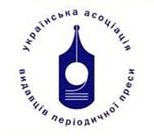 українська асоціація
видавців періодичної преси